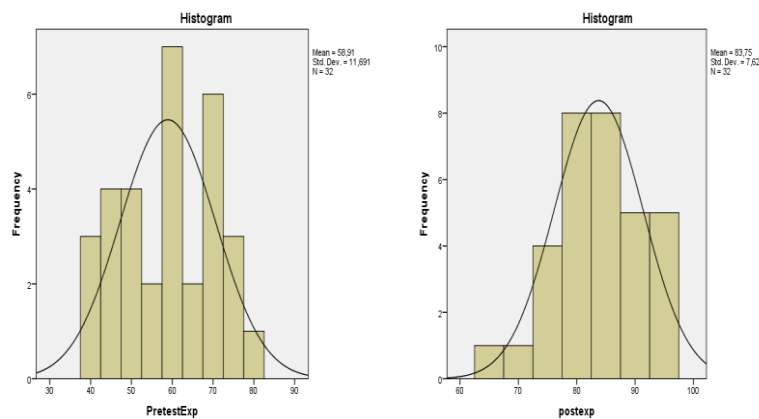 Histogram
Mean = 58,91
Std. Dev. = 11,691
N = 32
Frequency
6
4
2
0
30 40 50 60 70 80 90
PretestExp
Histogram
Mean = 83,75
Std. Dev. = 7,62
N = 32
Frequency
10
8
6
4
2
0
60 70 80 90 100
postexp